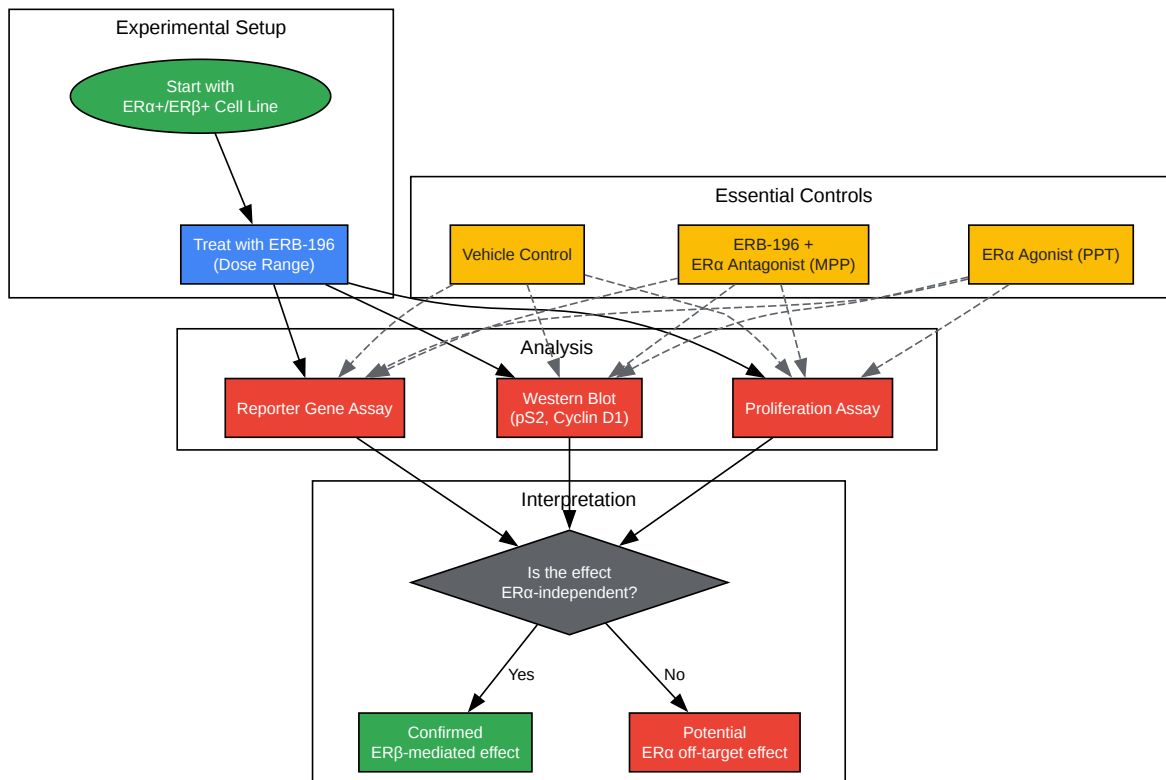 Experimental Setup
Start with
ERα+/ERβ+ Cell Line
Essential Controls
Treat with ERB-196
(Dose Range)
Vehicle Control
ERB-196 +
ERα Antagonist (MPP)
ERα Agonist (PPT)
Analysis
Reporter Gene Assay
Western Blot
(pS2, Cyclin D1)
Proliferation Assay
Interpretation
Is the effect
ERα-independent?
Yes
No
Confirmed
ERβ-mediated effect
Potential
ERα off-target effect